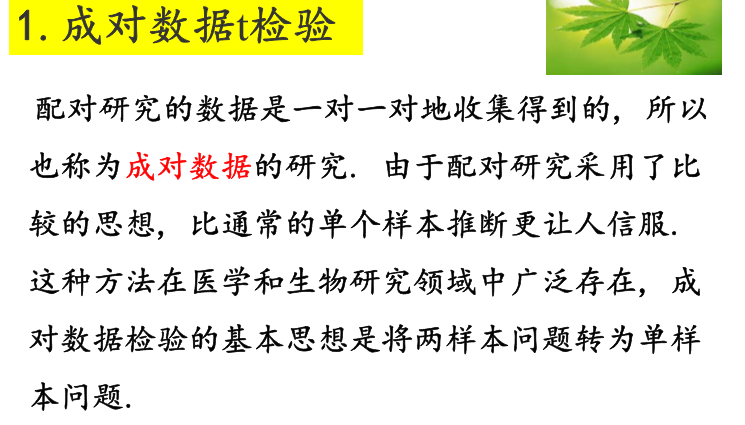 1. 成对数据t检验
配对研究的数据是一对一对地收集得到的, 所以
也称为成对数据的研究. 由于配对研究采用了比
较的思想, 比通常的单个样本推断更让人信服.
这种方法在医学和生物研究领域中广泛存在, 成
对数据检验的基本思想是将两样本问题转为单样
本问题.